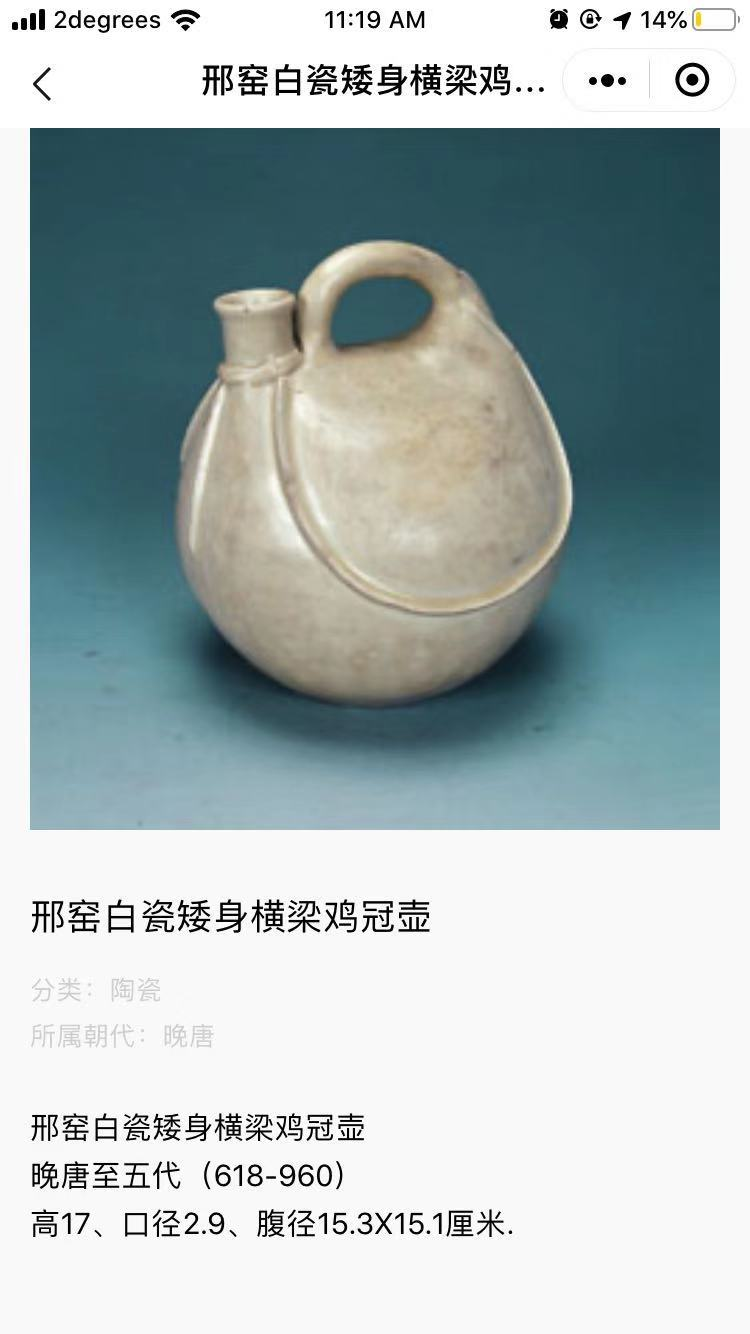 2degrees 11:19 AM 14%
邢窑白瓷矮身横梁鸡...
邢窑白瓷矮身横梁鸡冠壶
分类：陶瓷
所属朝代：晚唐
邢窑白瓷矮身横梁鸡冠壶
晚唐至五代（618-960）
高17、口径2.9、腹径15.3X15.1厘米.